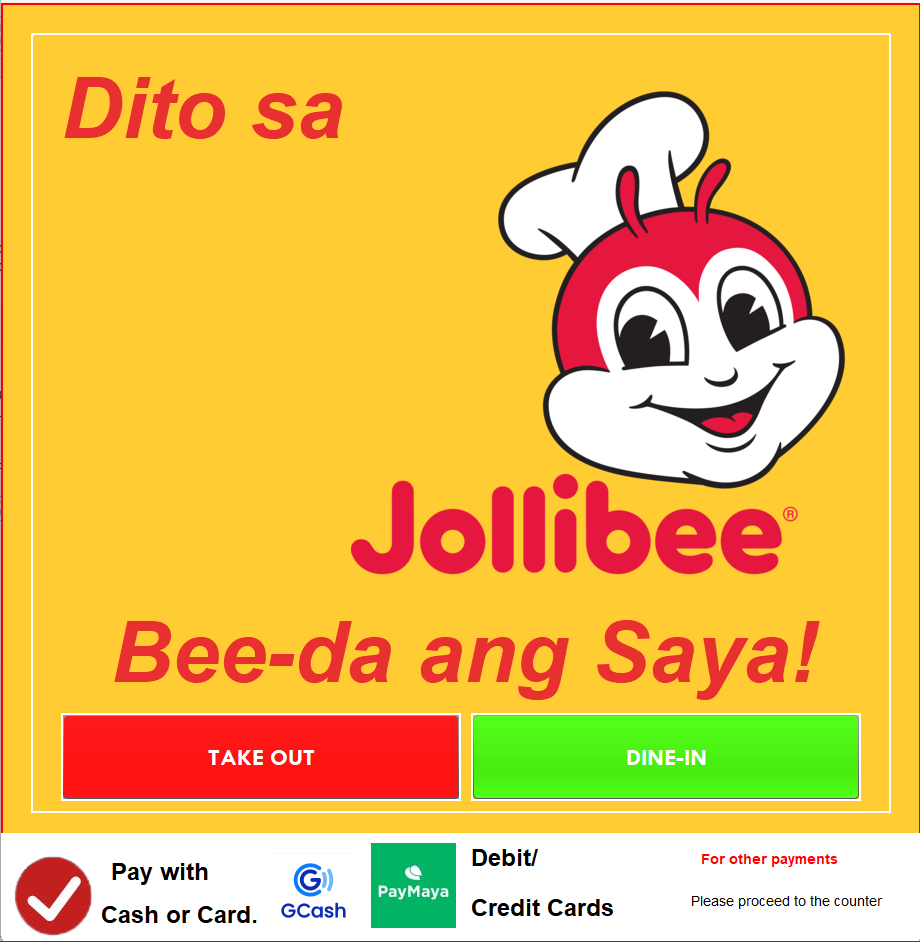 Dito sa
Jollibee®
Bee-da ang Saya!
TAKE OUT
DINE-IN
Pay with
Cash or Card.
G
GCash
PayMaya
Debit/
Credit Cards
For other payments
Please proceed to the counter